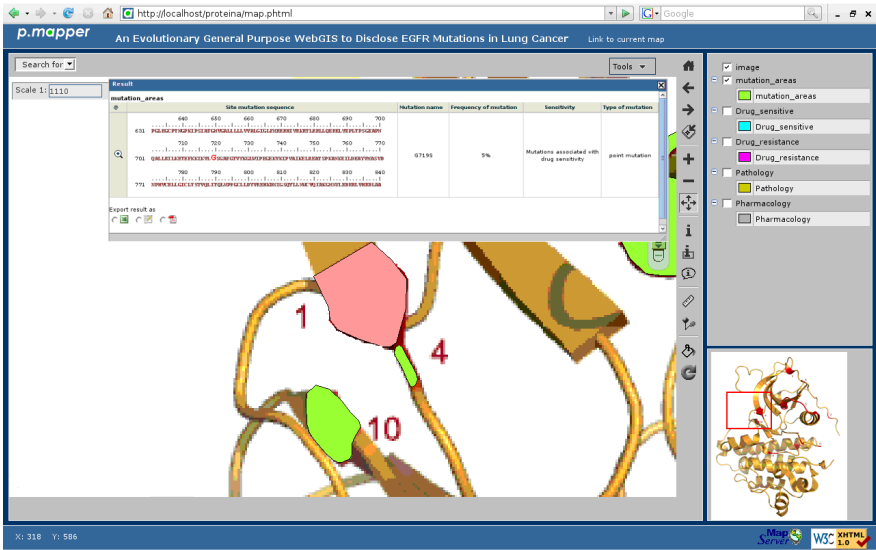 http://localhost/proteina/map.phtml
Google
p.mapper
An Evolutionary General Purpose WebGIS to Disclose EGFR Mutations in Lung Cancer
Link to current map
Search for
Tools
Scale 1: 1110
Result
mutation_areas
Site mutation sequence
Mutation name
Frequency of mutation
Sensitivity
Type of mutation
640 650 660 670 680 690 700
631
710 720 730 740 750 760 770
701
G719S
5%
Mutations associated with
drug sensitivity
point mutation
780 790 800 810 820 830 840
771
Export result as
1
4
10
image
mutation_areas
mutation_areas
Drug_sensitive
Drug_sensitive
Drug_resistance
Drug_resistance
Pathology
Pathology
Pharmacology
Pharmacology
X: 318 Y: 586
Map
Server
W3C XHTML
1.0